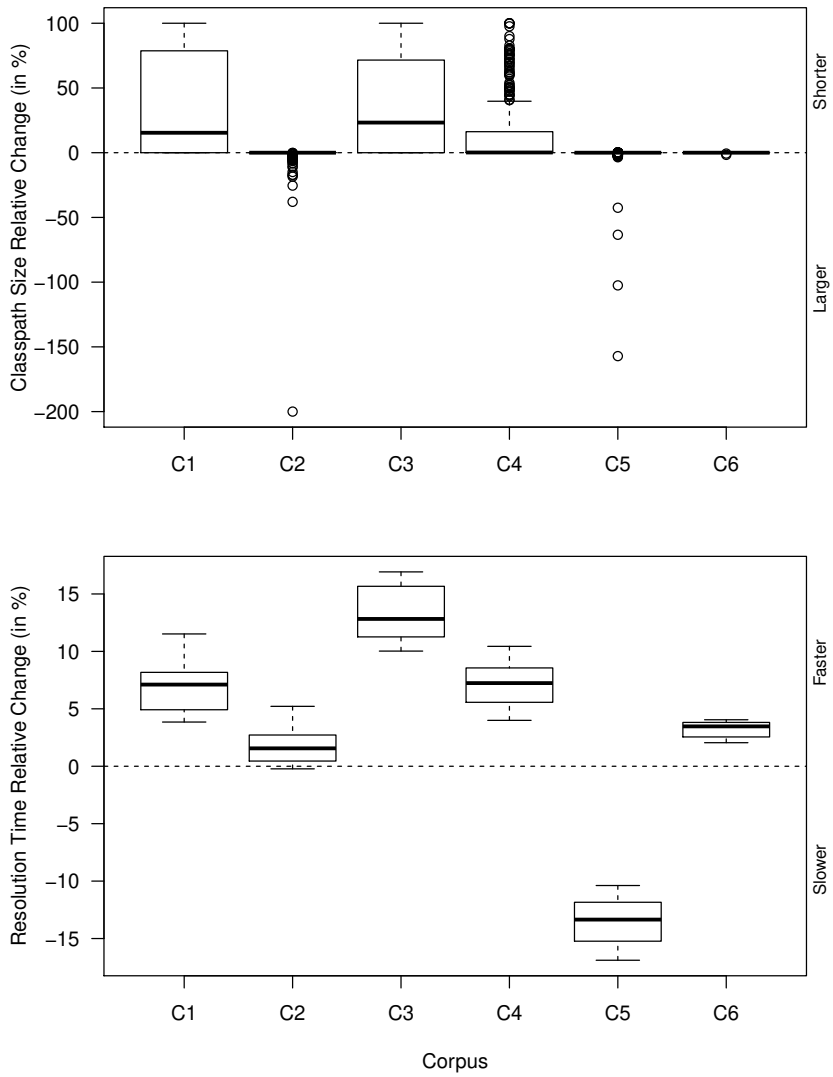 Classpath Size Relative Change (in %)
100
50
0
−50
−100
−150
−200
Shorter
Larger
C1 C2 C3 C4 C5 C6
Resolution Time Relative Change (in %)
15
10
5
0
−5
−10
−15
Faster
Slower
C1 C2 C3 C4 C5 C6
Corpus